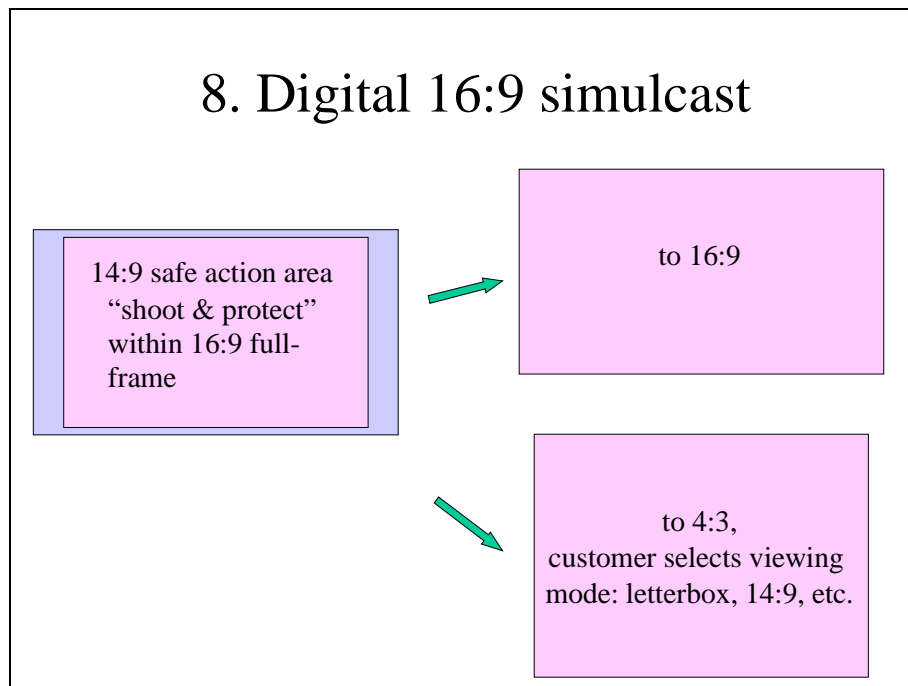 8. Digital 16:9 simulcast
14:9 safe action area
“shoot & protect”
within 16:9 full-
frame
to 16:9
to 4:3,
customer selects viewing
mode: letterbox, 14:9, etc.